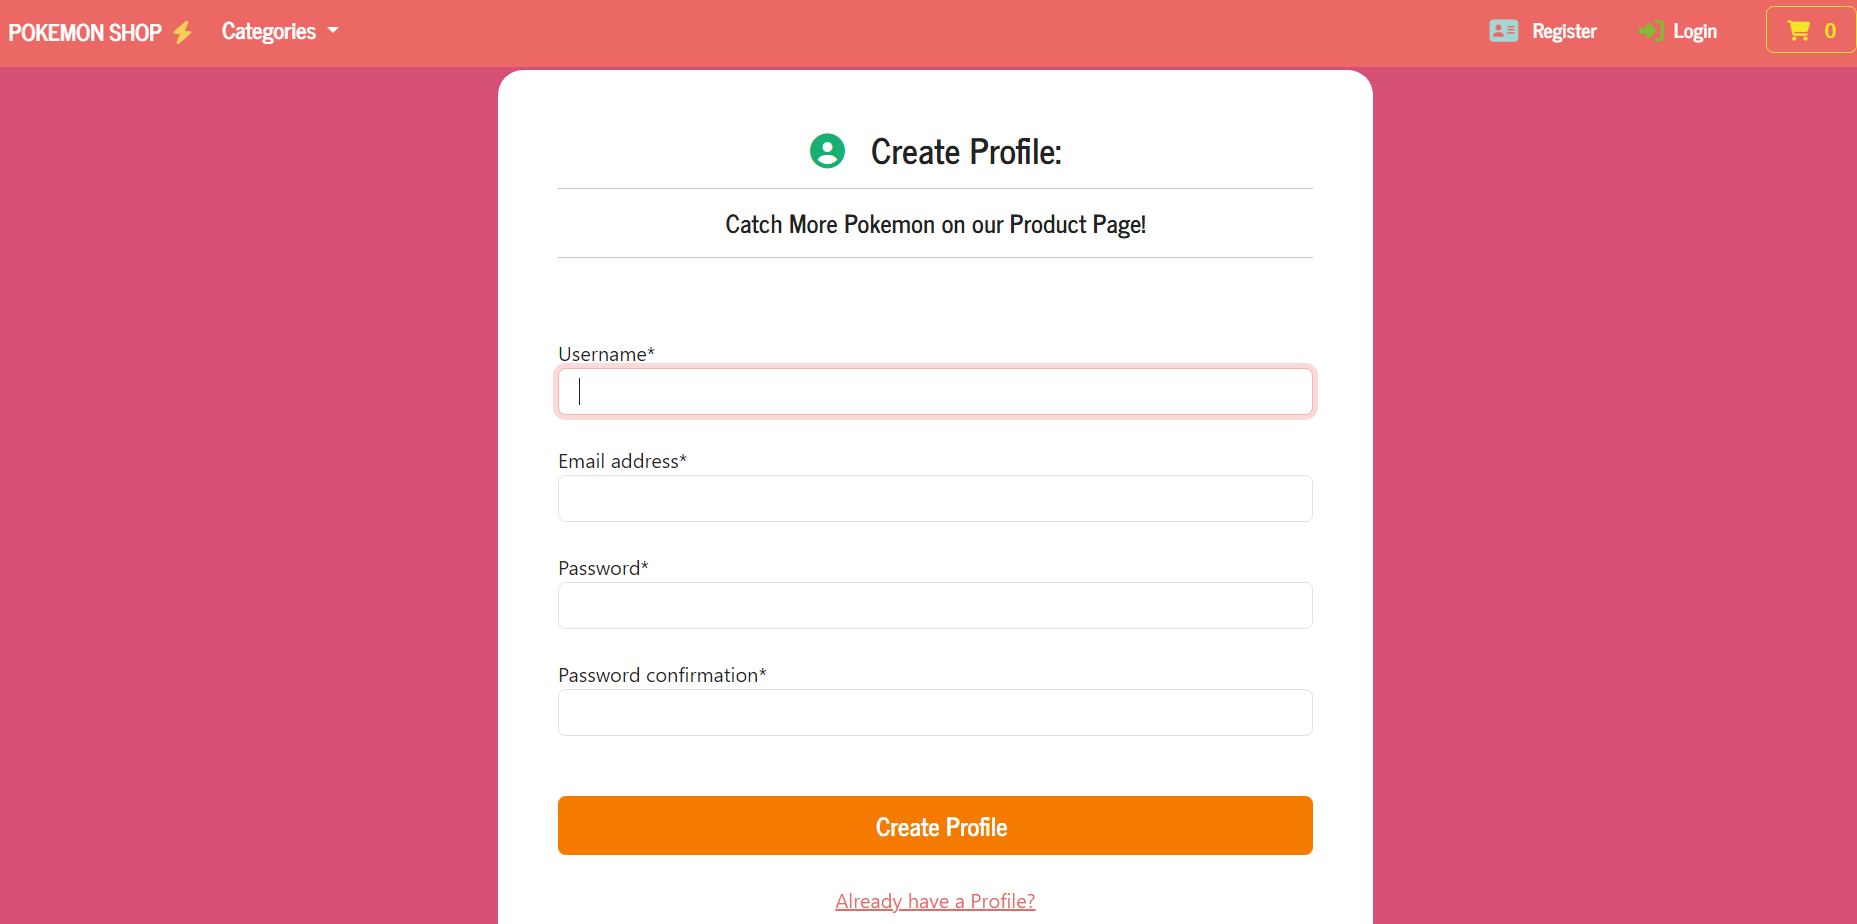 POKEMON SHOP Categories Register Login 0
Create Profile:
Catch More Pokemon on our Product Page!
Username*
Email address*
Password*
Password confirmation*
Create Profile
Already have a Profile?